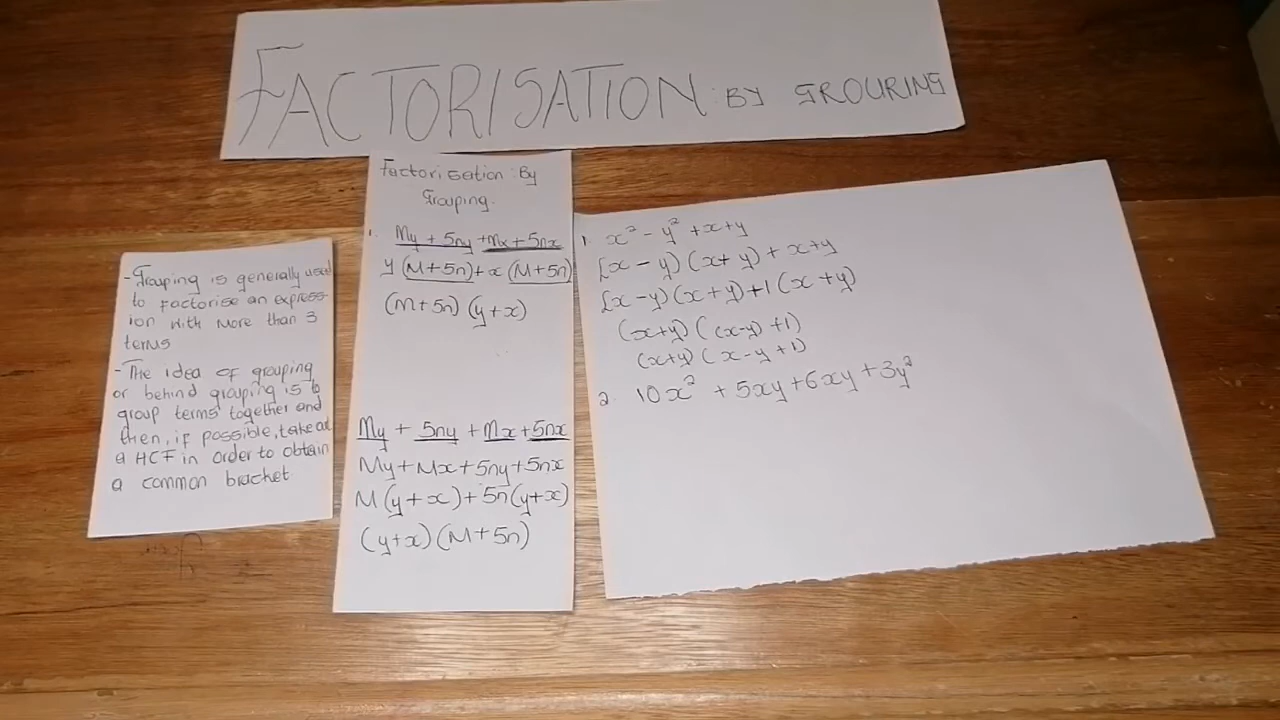 FACTORISATION: BY GROURING
-Grouping is generally used
to factorise an express-
ion with more than 3
terms
-The idea of grouping
or behind grouping is to
group terms together and
then, if possible, take out
a HCF in order to obtain
a common bracket
Factorisation: By
Grouping.
1. My + 5ny + Mx + 5nx
y (M+5n) + x (M+5n)
(M+5n) (y+x)
My + 5ny + Mx + 5nx
My + Mx + 5ny + 5nx
M(y+x) + 5n(y+x)
(y+x) (M+5n)
1. x² - y² + x + y
[x - y) (x + y) + x + y
[x - y) (x + y) + 1 (x + y)
(x+y) ((x-y) + 1)
(x+y) (x - y + 1)
2. 10x² + 5xy + 6xy + 3y²